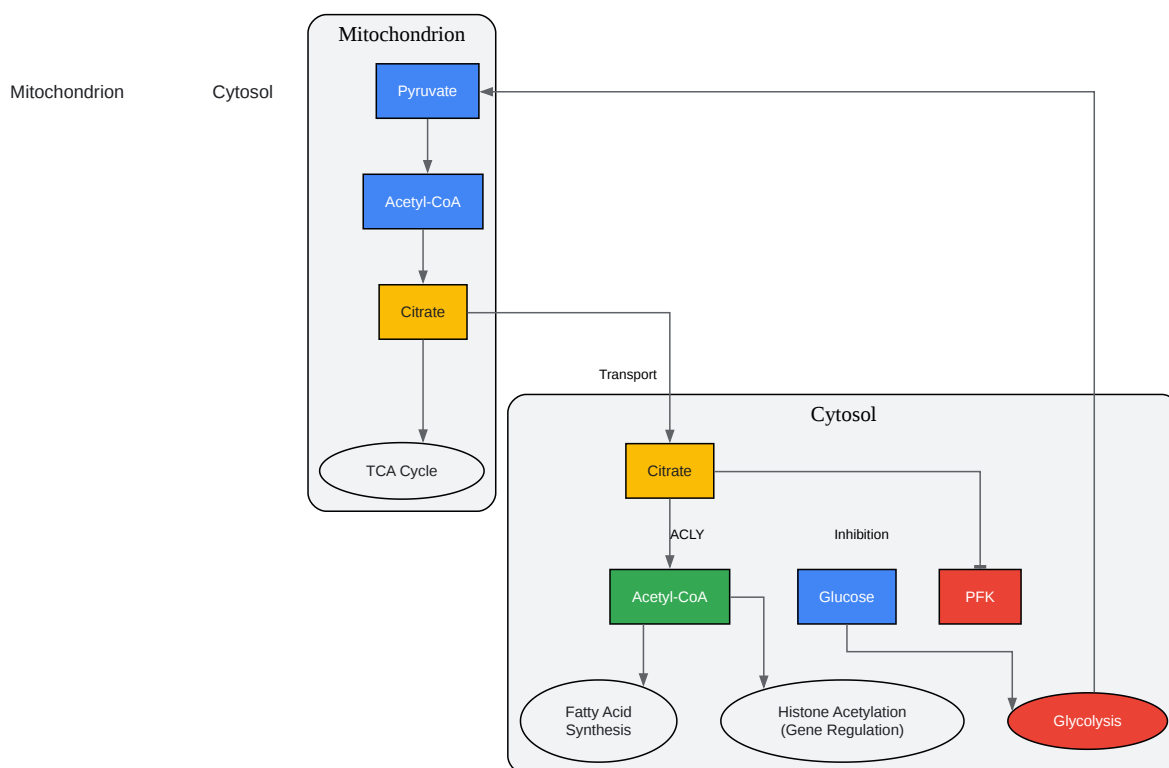 Mitochondrion
Mitochondrion
Cytosol
Pyruvate
Acetyl-CoA
Citrate
Transport
Cytosol
TCA Cycle
Citrate
ACLY
Inhibition
Acetyl-CoA
Glucose
PFK
Fatty Acid
Synthesis
Histone Acetylation
(Gene Regulation)
Glycolysis